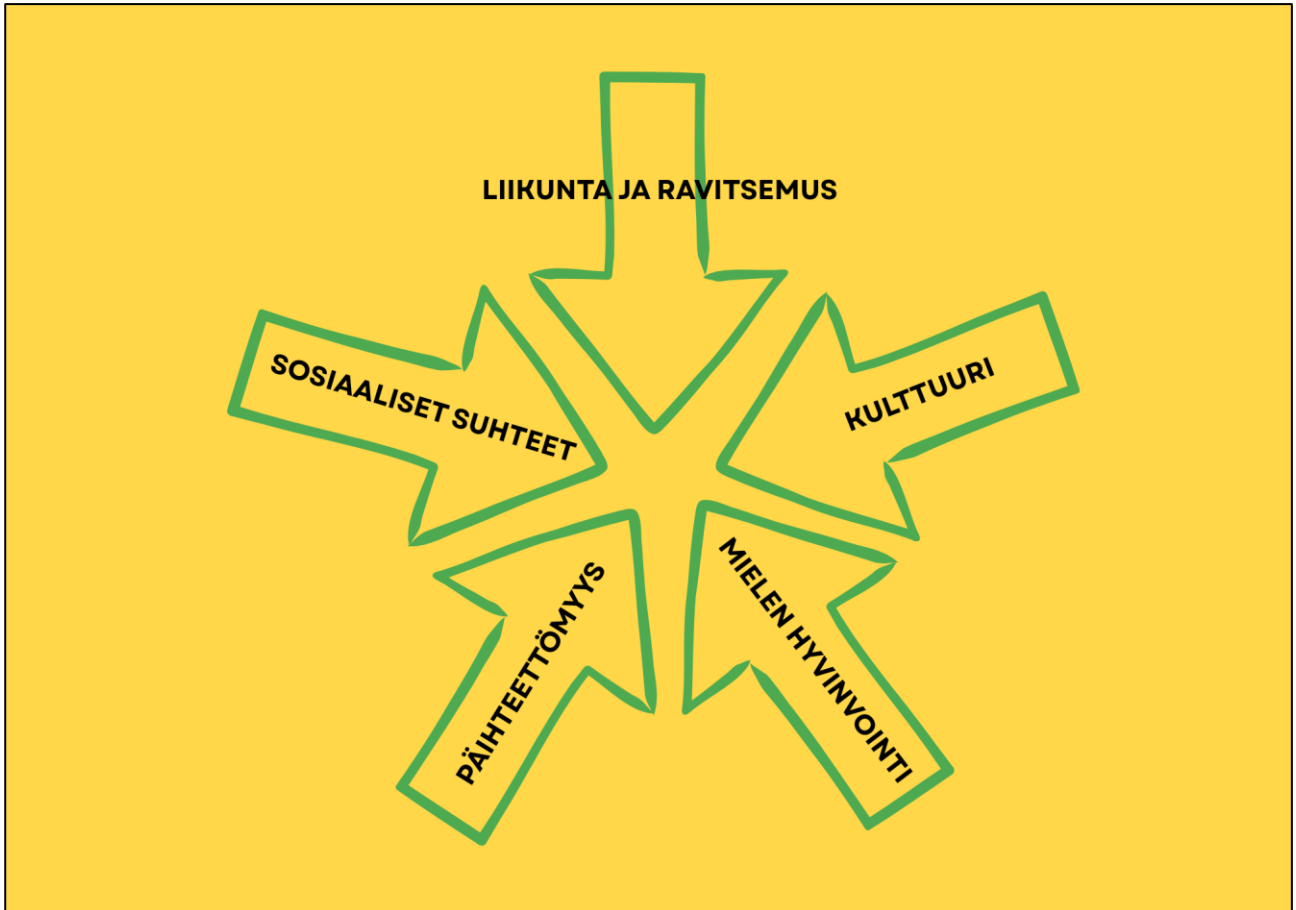 LIIKUNTA JA RAVITSEMUS
SOSIAALISET SUHTEET
KULTTUURI
PÄIHTEETTÖMYYS
MIELEN HYVINVOINTI